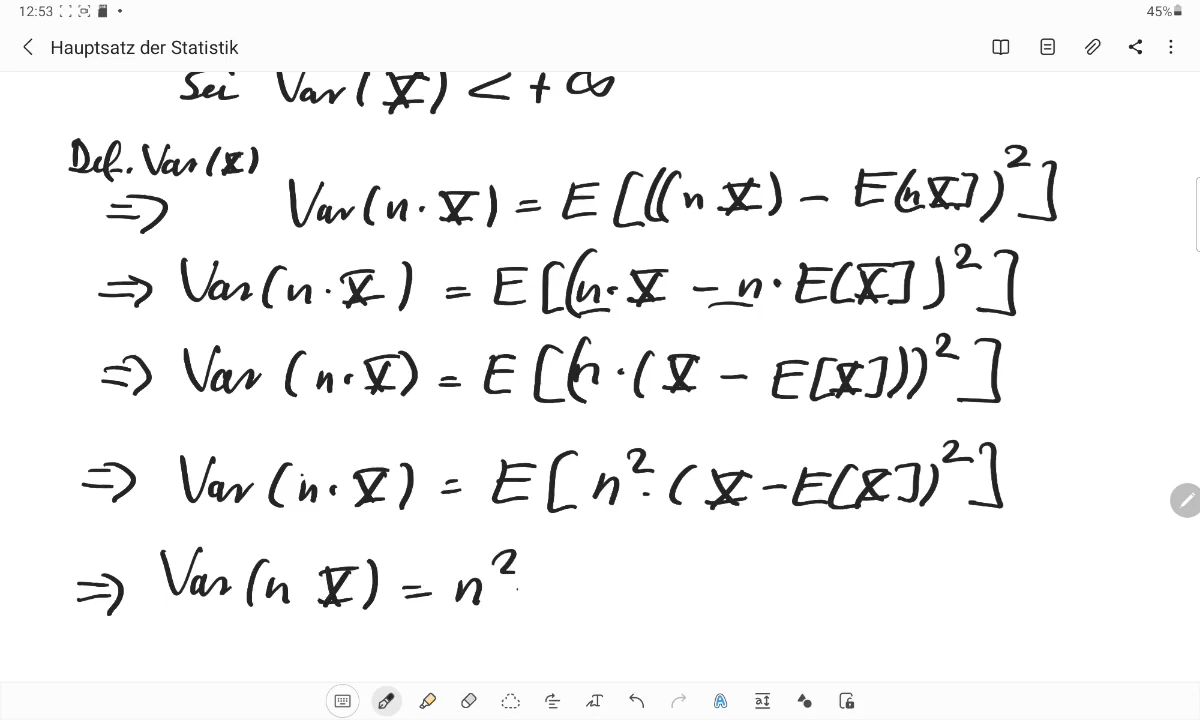 12:53
45%
Hauptsatz der Statistik
Sei Var(X) < +∞
Def. Var(X)
=> Var(n·X) = E[((n X) - E(nX])²]
=> Var(n·X) = E[(n·X - n·E(X])²]
=> Var(n·X) = E[(n·(X - E[X]))²]
=> Var(n·X) = E[n²·(X-E(X])²]
=> Var(n X) = n²